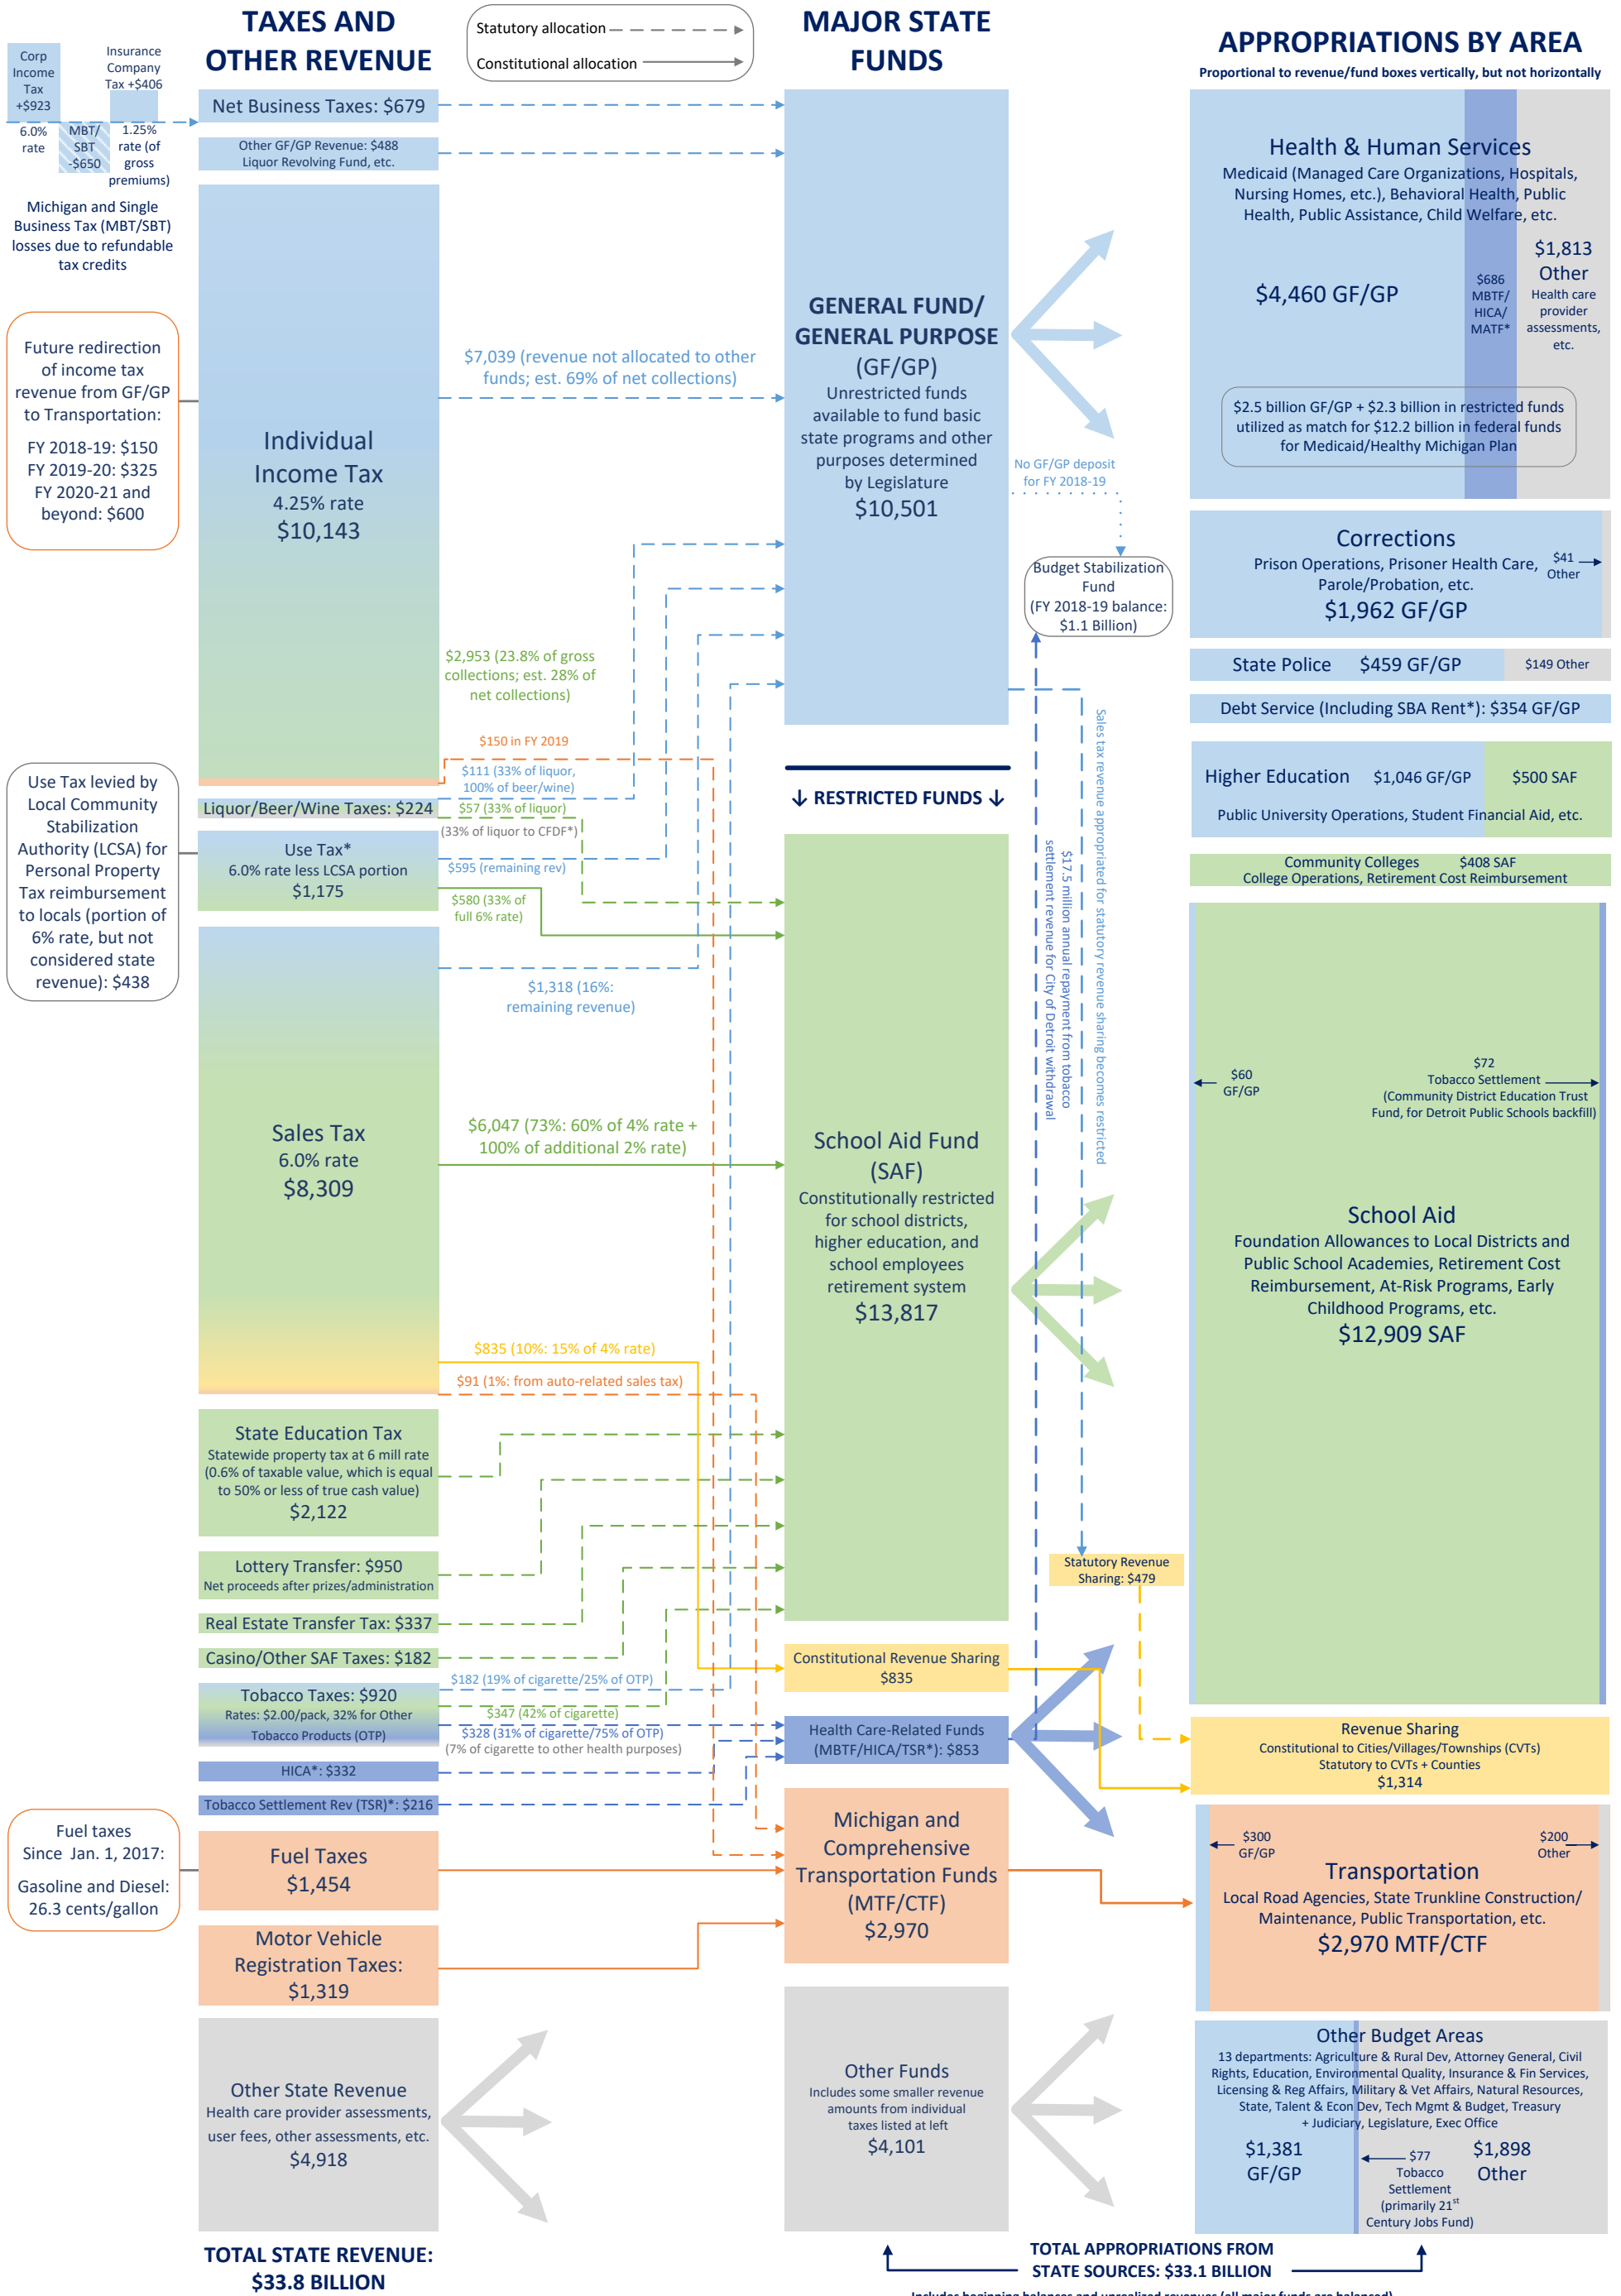 TAXES AND
OTHER REVENUE
Statutory allocation
Constitutional allocation
MAJOR STATE
FUNDS
APPROPRIATIONS BY AREA
Proportional to revenue/fund boxes vertically, but not horizontally
Corp
Income
Tax
+$923
Insurance
Company
Tax +$406
6.0%
rate
MBT/
SBT
-$650
1.25%
rate (of
gross
premiums)
Michigan and Single
Business Tax (MBT/SBT)
losses due to refundable
tax credits
Future redirection
of income tax
revenue from GF/GP
to Transportation:
FY 2018-19: $150
FY 2019-20: $325
FY 2020-21 and
beyond: $600
Use Tax levied by
Local Community
Stabilization
Authority (LCSA) for
Personal Property
Tax reimbursement
to locals (portion of
6% rate, but not
considered state
revenue): $438
Fuel taxes
Since Jan. 1, 2017:
Gasoline and Diesel:
26.3 cents/gallon
Net Business Taxes: $679
Other GF/GP Revenue: $488
Liquor Revolving Fund, etc.
Individual
Income Tax
4.25% rate
$10,143
Liquor/Beer/Wine Taxes: $224
Use Tax*
6.0% rate less LCSA portion
$1,175
Sales Tax
6.0% rate
$8,309
State Education Tax
Statewide property tax at 6 mill rate
(0.6% of taxable value, which is equal
to 50% or less of true cash value)
$2,122
Lottery Transfer: $950
Net proceeds after prizes/administration
Real Estate Transfer Tax: $337
Casino/Other SAF Taxes: $182
Tobacco Taxes: $920
Rates: $2.00/pack, 32% for Other
Tobacco Products (OTP)
HICA*: $332
Tobacco Settlement Rev (TSR)*: $216
Fuel Taxes
$1,454
Motor Vehicle
Registration Taxes:
$1,319
Other State Revenue
Health care provider assessments,
user fees, other assessments, etc.
$4,918
TOTAL STATE REVENUE:
$33.8 BILLION
$7,039 (revenue not allocated to other
funds; est. 69% of net collections)
$2,953 (23.8% of gross
collections; est. 28% of
net collections)
$150 in FY 2019
$111 (33% of liquor,
100% of beer/wine)
$57 (33% of liquor)
(33% of liquor to CFDF*)
$595 (remaining rev)
$580 (33% of
full 6% rate)
$1,318 (16%:
remaining revenue)
$6,047 (73%: 60% of 4% rate +
100% of additional 2% rate)
$835 (10%: 15% of 4% rate)
$91 (1%: from auto-related sales tax)
$182 (19% of cigarette/25% of OTP)
$347 (42% of cigarette)
$328 (31% of cigarette/75% of OTP)
(7% of cigarette to other health purposes)
GENERAL FUND/
GENERAL PURPOSE
(GF/GP)
Unrestricted funds
available to fund basic
state programs and other
purposes determined
by Legislature
$10,501
↓ RESTRICTED FUNDS ↓
School Aid Fund
(SAF)
Constitutionally restricted
for school districts,
higher education, and
school employees
retirement system
$13,817
Constitutional Revenue Sharing
$835
Health Care-Related Funds
(MBTF/HICA/TSR*): $853
Michigan and
Comprehensive
Transportation Funds
(MTF/CTF)
$2,970
Other Funds
Includes some smaller revenue
amounts from individual
taxes listed at left
$4,101
No GF/GP deposit
for FY 2018-19
Budget Stabilization
Fund
(FY 2018-19 balance:
$1.1 Billion)
Sales tax revenue appropriated for statutory revenue sharing becomes restricted
$17.5 million annual repayment from tobacco
settlement revenue for City of Detroit withdrawal
Statutory Revenue
Sharing: $479
Health & Human Services
Medicaid (Managed Care Organizations, Hospitals,
Nursing Homes, etc.), Behavioral Health, Public
Health, Public Assistance, Child Welfare, etc.
$4,460 GF/GP
$686
MBTF/
HICA/
MATF*
$1,813
Other
Health care
provider
assessments,
etc.
$2.5 billion GF/GP + $2.3 billion in restricted funds
utilized as match for $12.2 billion in federal funds
for Medicaid/Healthy Michigan Plan
Corrections
Prison Operations, Prisoner Health Care,
Parole/Probation, etc.
$1,962 GF/GP
$41
Other
State Police $459 GF/GP
$149 Other
Debt Service (Including SBA Rent*): $354 GF/GP
Higher Education $1,046 GF/GP $500 SAF
Public University Operations, Student Financial Aid, etc.
Community Colleges $408 SAF
College Operations, Retirement Cost Reimbursement
$60
GF/GP
$72
Tobacco Settlement
(Community District Education Trust
Fund, for Detroit Public Schools backfill)
School Aid
Foundation Allowances to Local Districts and
Public School Academies, Retirement Cost
Reimbursement, At-Risk Programs, Early
Childhood Programs, etc.
$12,909 SAF
Revenue Sharing
Constitutional to Cities/Villages/Townships (CVTs)
Statutory to CVTs + Counties
$1,314
$300
GF/GP
$200
Other
Transportation
Local Road Agencies, State Trunkline Construction/
Maintenance, Public Transportation, etc.
$2,970 MTF/CTF
Other Budget Areas
13 departments: Agriculture & Rural Dev, Attorney General, Civil
Rights, Education, Environmental Quality, Insurance & Fin Services,
Licensing & Reg Affairs, Military & Vet Affairs, Natural Resources,
State, Talent & Econ Dev, Tech Mgmt & Budget, Treasury
+ Judiciary, Legislature, Exec Office
$1,381
GF/GP
$77
Tobacco
Settlement
(primarily 21st
Century Jobs Fund)
$1,898
Other
TOTAL APPROPRIATIONS FROM
STATE SOURCES: $33.1 BILLION
Includes beginning balances and unrealized revenues (all major funds are balanced)